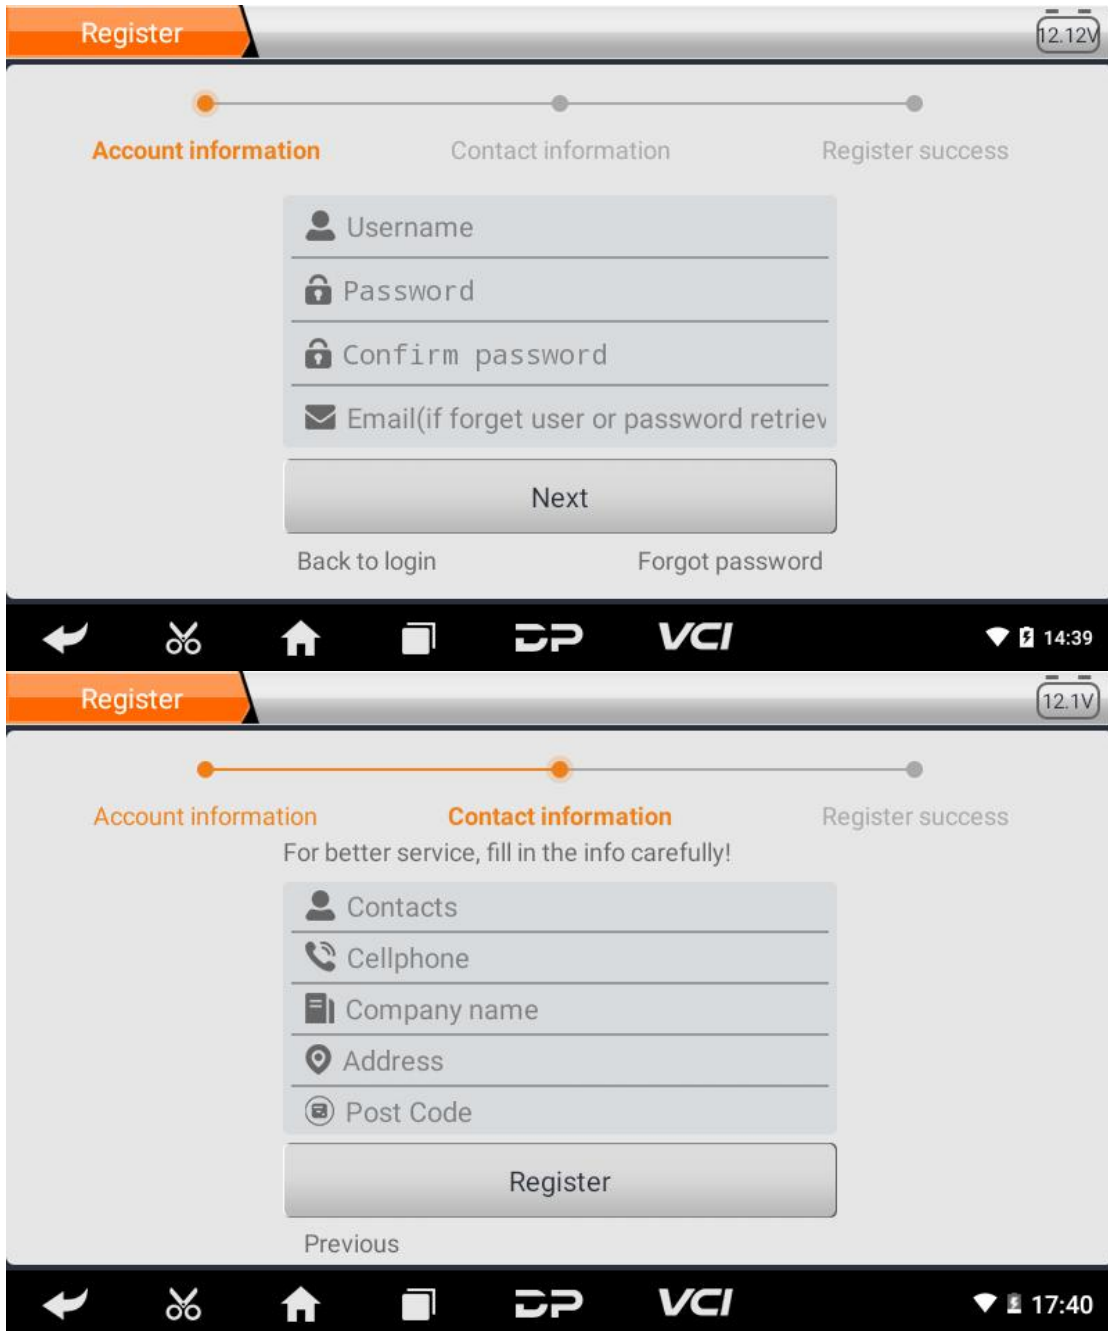 Register
12.12V
Account information Contact information Register success
Username
Password
Confirm password
Email(if forget user or password retriev
Next
Back to login Forgot password
DP VCI 14:39
Register
12.1V
Account information Contact information Register success
For better service, fill in the info carefully!
Contacts
Cellphone
Company name
Address
Post Code
Register
Previous
DP VCI 17:40